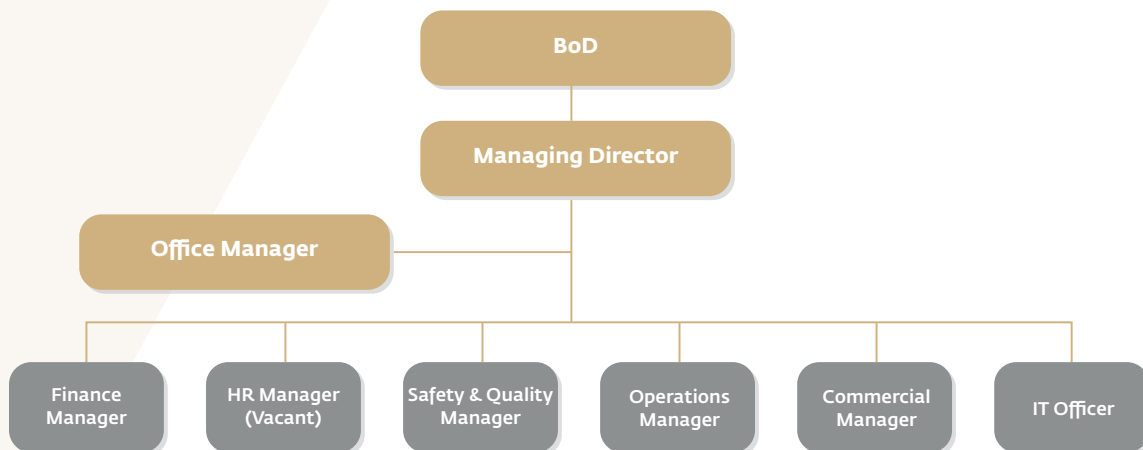 BoD
Managing Director
Office Manager
Finance
Manager
HR Manager
(Vacant)
Safety & Quality
Manager
Operations
Manager
Commercial
Manager
IT Officer